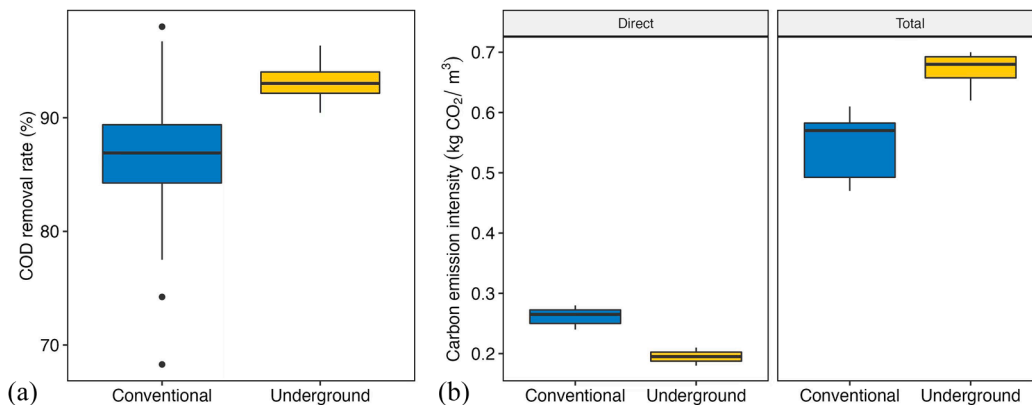 COD removal rate (%)
90
80
70
Conventional
Underground
(a)
Carbon emission intensity (kg CO₂/ m³)
Direct
Total
0.7
0.6
0.5
0.4
0.3
0.2
Conventional
Underground
Conventional
Underground
(b)